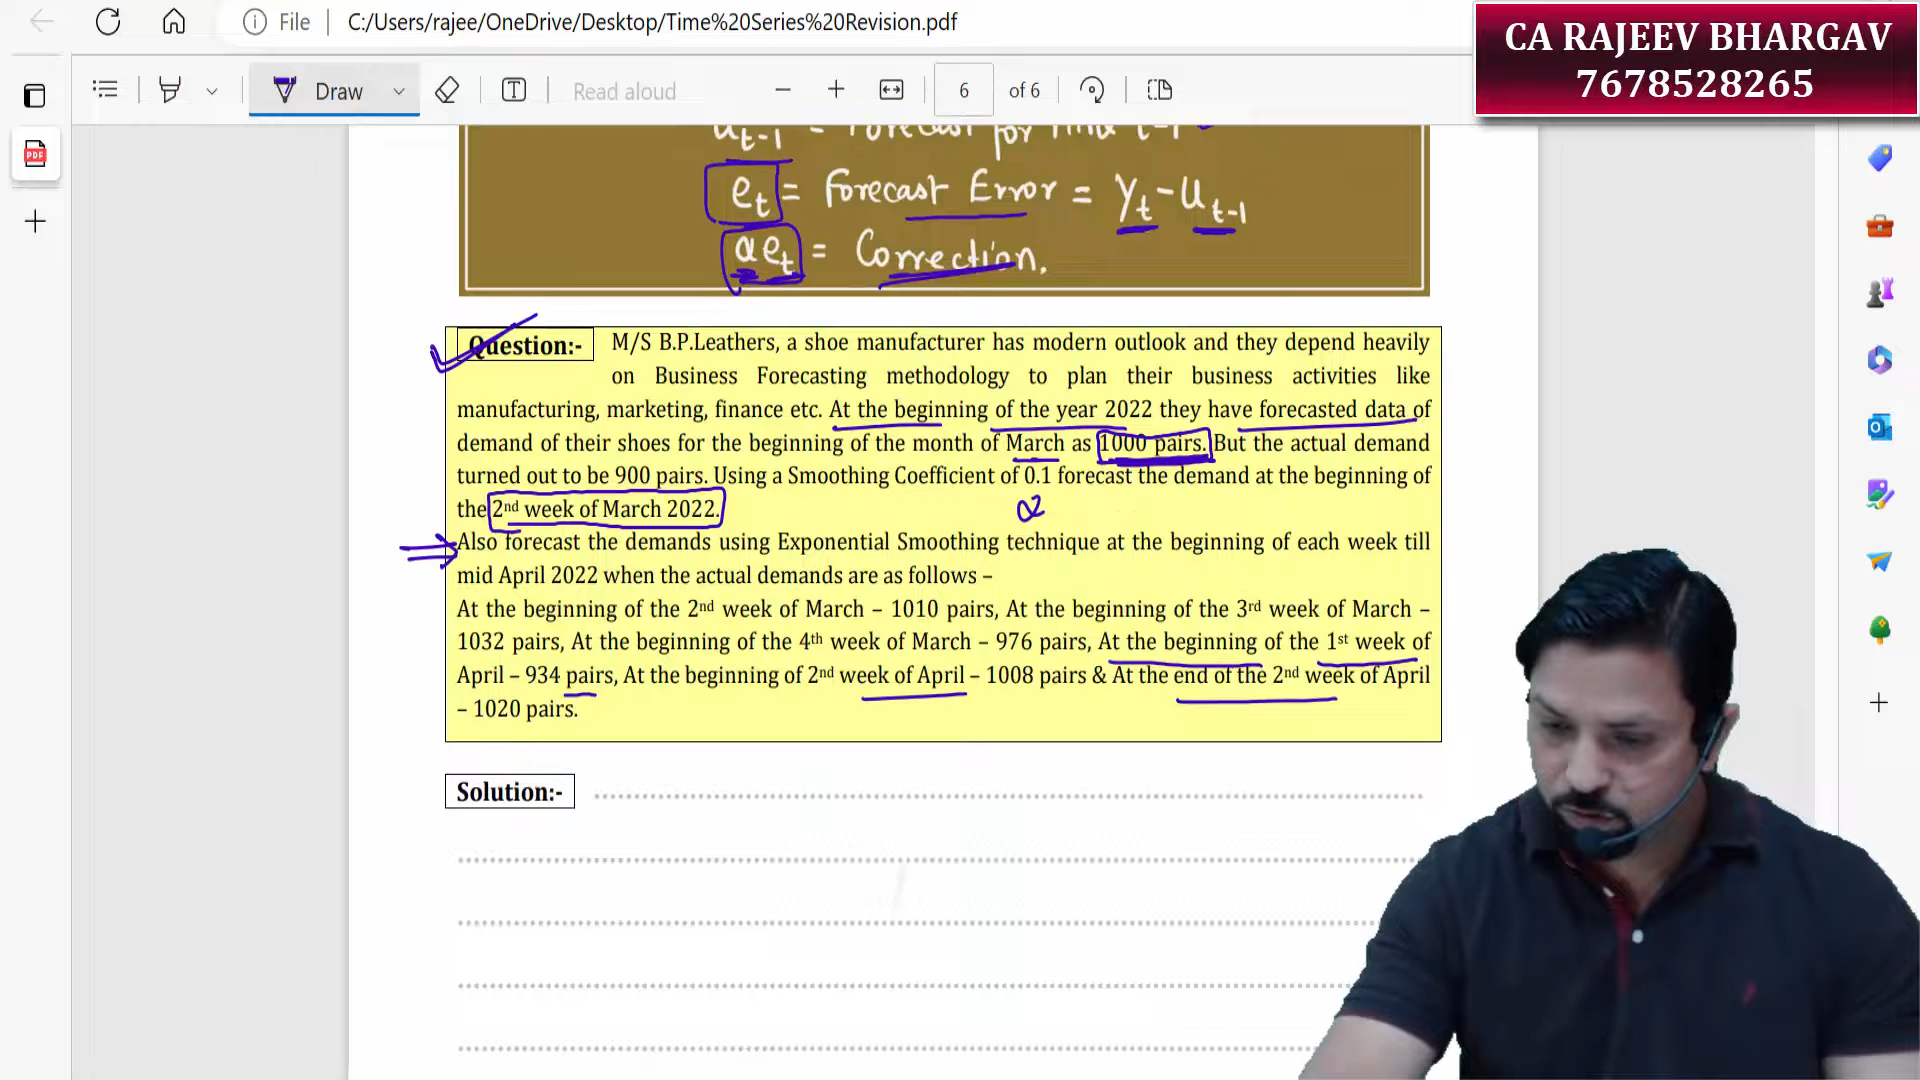 File C:/Users/rajee/OneDrive/Desktop/Time%20Series%20Revision.pdf
CA RAJEEV BHARGAV
7678528265
Draw Read aloud 6 of 6
u t-1 = Forecast for Time t-1
e t = Forecast Error = y t - u t-1
α e t = Correction.
Question:- M/S B.P.Leathers, a shoe manufacturer has modern outlook and they depend heavily
on Business Forecasting methodology to plan their business activities like
manufacturing, marketing, finance etc. At the beginning of the year 2022 they have forecasted data of
demand of their shoes for the beginning of the month of March as 1000 pairs. But the actual demand
turned out to be 900 pairs. Using a Smoothing Coefficient of 0.1 forecast the demand at the beginning of
the 2nd week of March 2022.
α
Also forecast the demands using Exponential Smoothing technique at the beginning of each week till
mid April 2022 when the actual demands are as follows –
At the beginning of the 2nd week of March – 1010 pairs, At the beginning of the 3rd week of March –
1032 pairs, At the beginning of the 4th week of March – 976 pairs, At the beginning of the 1st week of
April – 934 pairs, At the beginning of 2nd week of April – 1008 pairs & At the end of the 2nd week of April
– 1020 pairs.
Solution:-